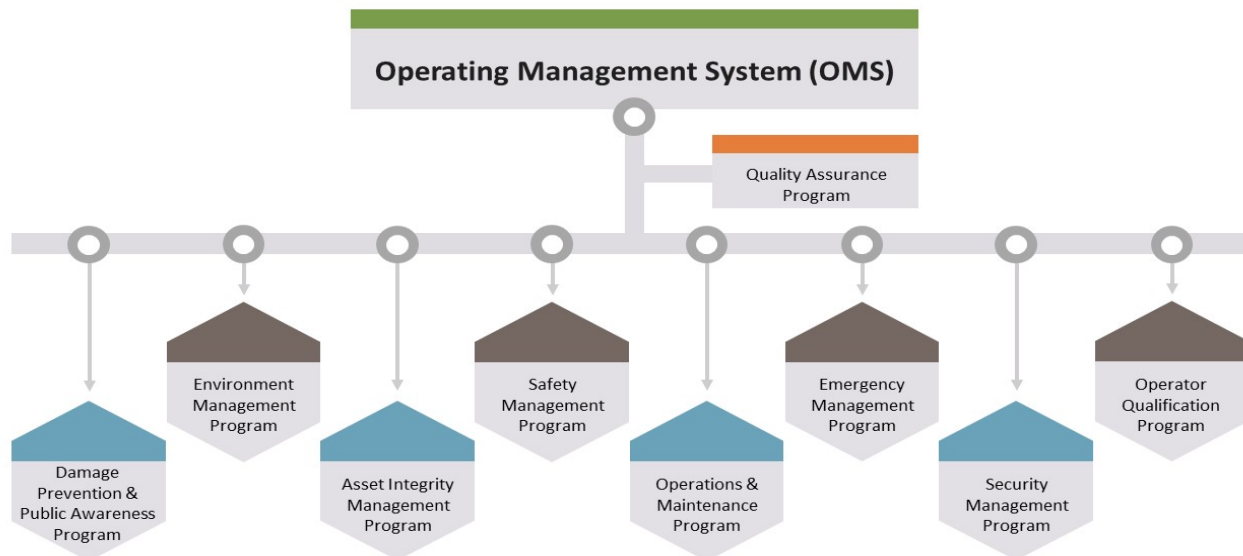 Operating Management System (OMS)
Quality Assurance
Program
Damage
Prevention &
Public Awareness
Program
Environment
Management
Program
Asset Integrity
Management
Program
Safety
Management
Program
Operations &
Maintenance
Program
Emergency
Management
Program
Security
Management
Program
Operator
Qualification
Program